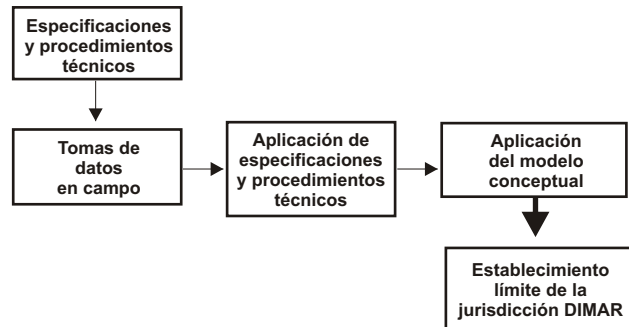 Especificaciones
y procedimientos
técnicos
Tomas de
datos
en campo
Aplicación de
especificaciones
y procedimientos
técnicos
Aplicación
del modelo
conceptual
Establecimiento
límite de la
jurisdicción DIMAR